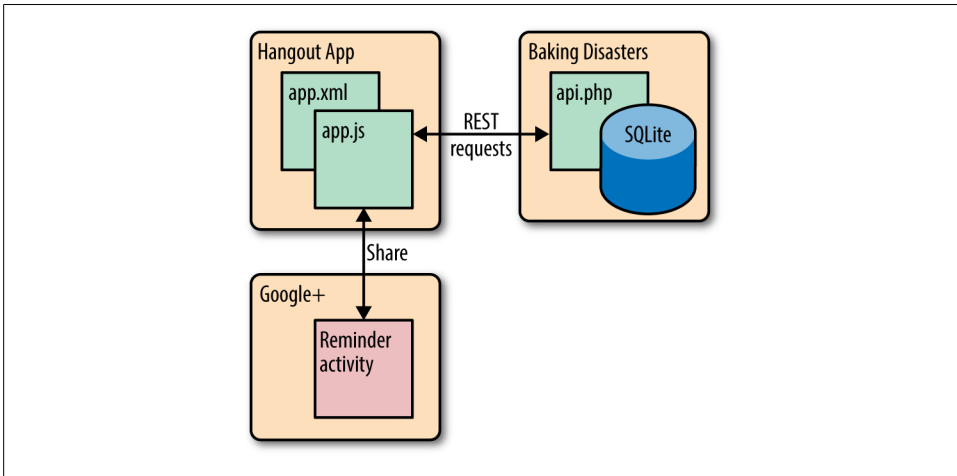 Hangout App
app.xml
app.js
REST
requests
Baking Disasters
api.php
SQLite
Share
Google+
Reminder
activity